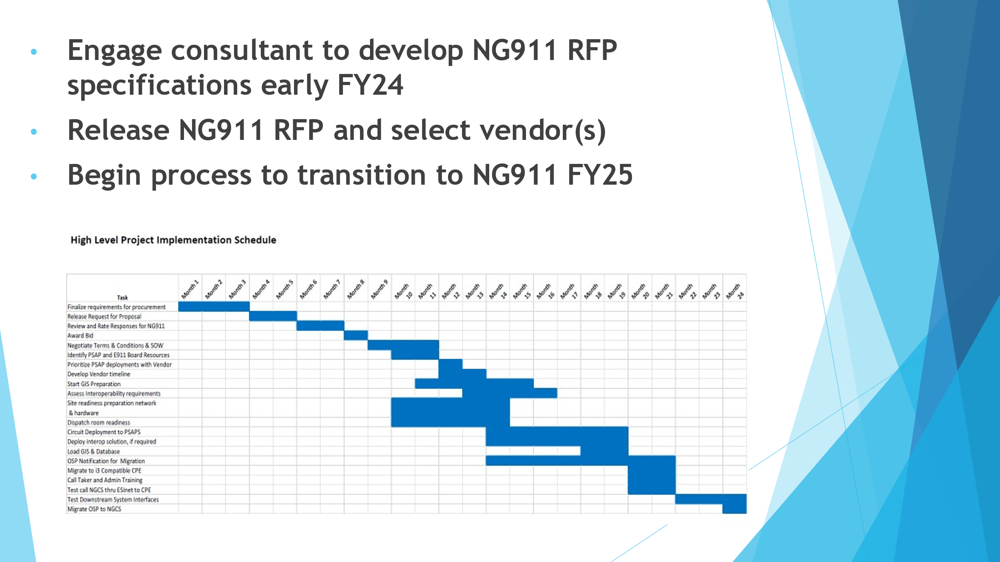 • Engage consultant to develop NG911 RFP
specifications early FY24
• Release NG911 RFP and select vendor(s)
• Begin process to transition to NG911 FY25
High Level Project Implementation Schedule
Task Month 1 Month 2 Month 3 Month 4 Month 5 Month 6 Month 7 Month 8 Month 9 Month 10 Month 11 Month 12 Month 13 Month 14 Month 15 Month 16 Month 17 Month 18 Month 19 Month 20 Month 21 Month 22 Month 23 Month 24
Finalize requirements for procurement
Release Request for Proposal
Review and Rate Responses for NG911
Award Bid
Negotiate Terms & Conditions & SOW
Identify PSAP and E911 Board Resources
Prioritize PSAP deployments with Vendor
Develop Vendor timeline
Start GIS Preparation
Assess Interoperability requirements
Site readiness preparation network
& hardware
Dispatch room readiness
Circuit Deployment to PSAPS
Deploy interop solution, if required
Load GIS & Database
OSP Notification for Migration
Migrate to i3 Compatible CPE
Call Taker and Admin Training
Test call NGCS thru ESInet to CPE
Test Downstream System Interfaces
Migrate OSP to NGCS